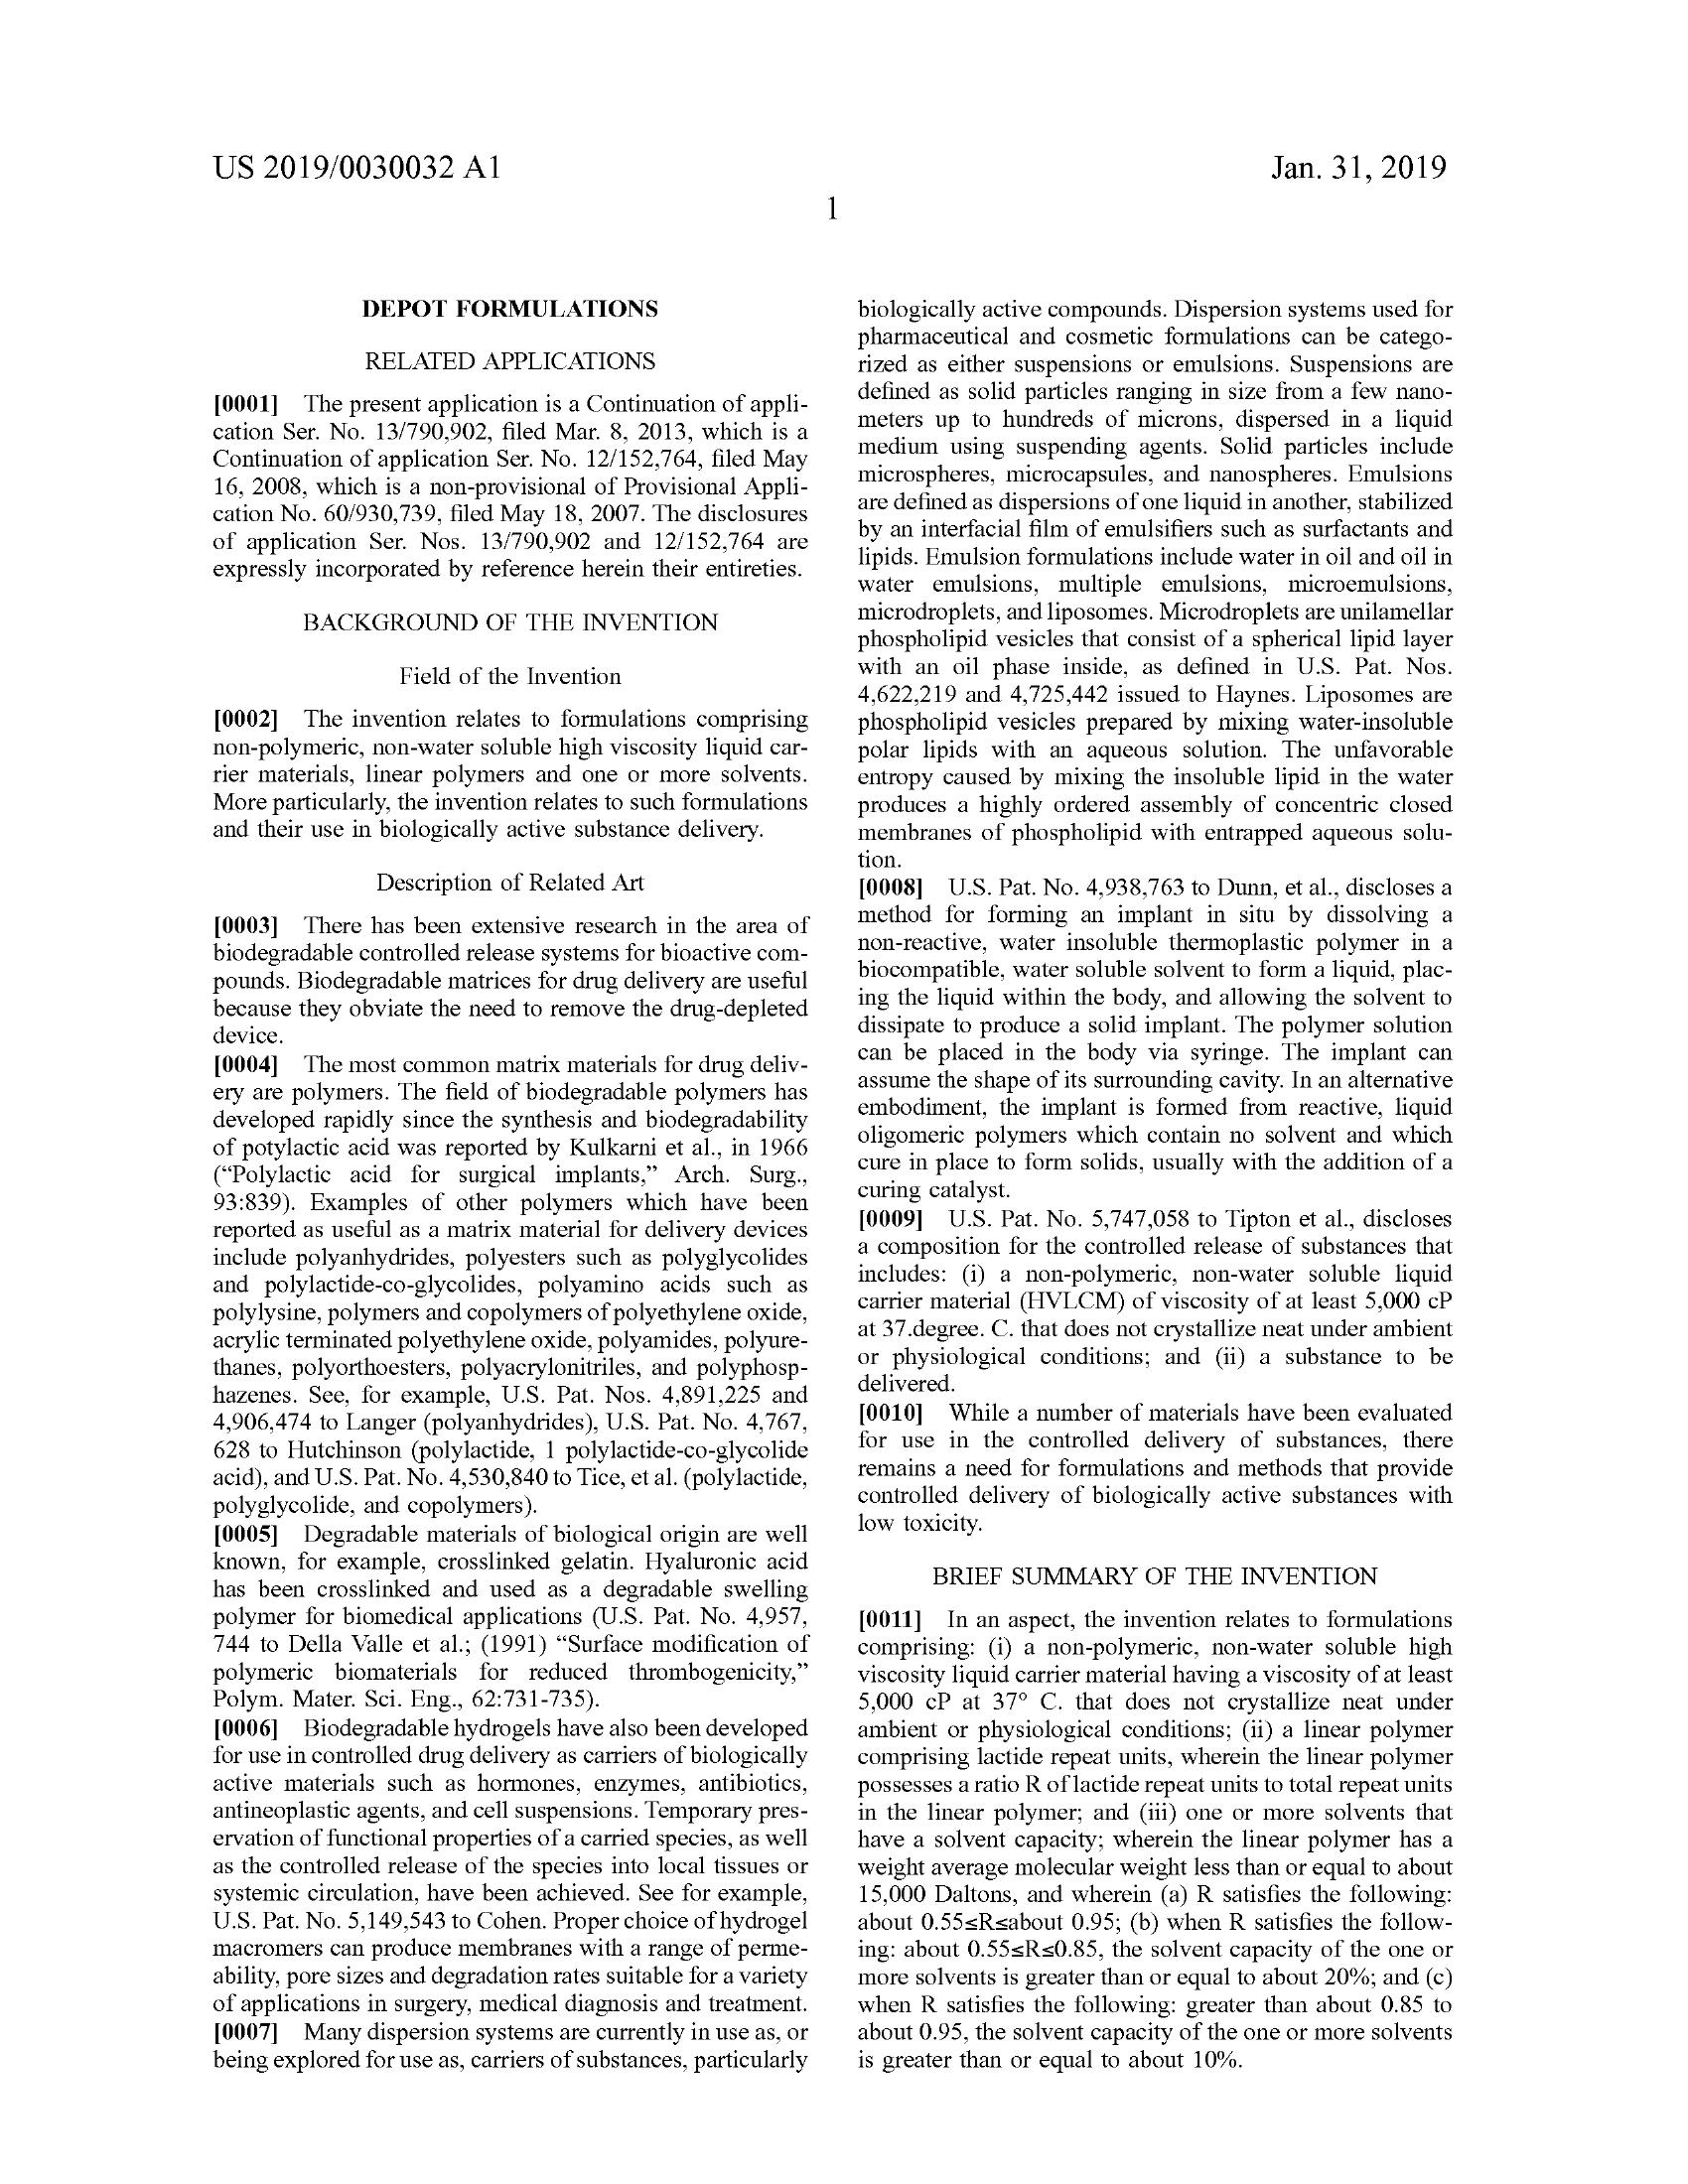 US 2019/0030032 A1
Jan. 31, 2019
1
DEPOT FORMULATIONS
RELATED APPLICATIONS
[0001] The present application is a Continuation of appli-
cation Ser. No. 13/790,902, filed Mar. 8, 2013, which is a
Continuation of application Ser. No. 12/152,764, filed May
16, 2008, which is a non-provisional of Provisional Appli-
cation No. 60/930,739, filed May 18, 2007. The disclosures
of application Ser. Nos. 13/790,902 and 12/152,764 are
expressly incorporated by reference herein their entireties.
BACKGROUND OF THE INVENTION
Field of the Invention
[0002] The invention relates to formulations comprising
non-polymeric, non-water soluble high viscosity liquid car-
rier materials, linear polymers and one or more solvents.
More particularly, the invention relates to such formulations
and their use in biologically active substance delivery.
Description of Related Art
[0003] There has been extensive research in the area of
biodegradable controlled release systems for bioactive com-
pounds. Biodegradable matrices for drug delivery are useful
because they obviate the need to remove the drug-depleted
device.
[0004] The most common matrix materials for drug deliv-
ery are polymers. The field of biodegradable polymers has
developed rapidly since the synthesis and biodegradability
of potylactic acid was reported by Kulkarni et al., in 1966
(“Polylactic acid for surgical implants,” Arch. Surg.,
93:839). Examples of other polymers which have been
reported as useful as a matrix material for delivery devices
include polyanhydrides, polyesters such as polyglycolides
and polylactide-co-glycolides, polyamino acids such as
polylysine, polymers and copolymers of polyethylene oxide,
acrylic terminated polyethylene oxide, polyamides, polyure-
thanes, polyorthoesters, polyacrylonitriles, and polyphosp-
hazenes. See, for example, U.S. Pat. Nos. 4,891,225 and
4,906,474 to Langer (polyanhydrides), U.S. Pat. No. 4,767,
628 to Hutchinson (polylactide, 1 polylactide-co-glycolide
acid), and U.S. Pat. No. 4,530,840 to Tice, et al. (polylactide,
polyglycolide, and copolymers).
[0005] Degradable materials of biological origin are well
known, for example, crosslinked gelatin. Hyaluronic acid
has been crosslinked and used as a degradable swelling
polymer for biomedical applications (U.S. Pat. No. 4,957,
744 to Della Valle et al.; (1991) “Surface modification of
polymeric biomaterials for reduced thrombogenicity,”
Polym. Mater. Sci. Eng., 62:731-735).
[0006] Biodegradable hydrogels have also been developed
for use in controlled drug delivery as carriers of biologically
active materials such as hormones, enzymes, antibiotics,
antineoplastic agents, and cell suspensions. Temporary pres-
ervation of functional properties of a carried species, as well
as the controlled release of the species into local tissues or
systemic circulation, have been achieved. See for example,
U.S. Pat. No. 5,149,543 to Cohen. Proper choice of hydrogel
macromers can produce membranes with a range of perme-
ability, pore sizes and degradation rates suitable for a variety
of applications in surgery, medical diagnosis and treatment.
[0007] Many dispersion systems are currently in use as, or
being explored for use as, carriers of substances, particularly
biologically active compounds. Dispersion systems used for
pharmaceutical and cosmetic formulations can be catego-
rized as either suspensions or emulsions. Suspensions are
defined as solid particles ranging in size from a few nano-
meters up to hundreds of microns, dispersed in a liquid
medium using suspending agents. Solid particles include
microspheres, microcapsules, and nanospheres. Emulsions
are defined as dispersions of one liquid in another, stabilized
by an interfacial film of emulsifiers such as surfactants and
lipids. Emulsion formulations include water in oil and oil in
water emulsions, multiple emulsions, microemulsions,
microdroplets, and liposomes. Microdroplets are unilamellar
phospholipid vesicles that consist of a spherical lipid layer
with an oil phase inside, as defined in U.S. Pat. Nos.
4,622,219 and 4,725,442 issued to Haynes. Liposomes are
phospholipid vesicles prepared by mixing water-insoluble
polar lipids with an aqueous solution. The unfavorable
entropy caused by mixing the insoluble lipid in the water
produces a highly ordered assembly of concentric closed
membranes of phospholipid with entrapped aqueous solu-
tion.
[0008] U.S. Pat. No. 4,938,763 to Dunn, et al., discloses a
method for forming an implant in situ by dissolving a
non-reactive, water insoluble thermoplastic polymer in a
biocompatible, water soluble solvent to form a liquid, plac-
ing the liquid within the body, and allowing the solvent to
dissipate to produce a solid implant. The polymer solution
can be placed in the body via syringe. The implant can
assume the shape of its surrounding cavity. In an alternative
embodiment, the implant is formed from reactive, liquid
oligomeric polymers which contain no solvent and which
cure in place to form solids, usually with the addition of a
curing catalyst.
[0009] U.S. Pat. No. 5,747,058 to Tipton et al., discloses
a composition for the controlled release of substances that
includes: (i) a non-polymeric, non-water soluble liquid
carrier material (HVLCM) of viscosity of at least 5,000 cP
at 37.degree. C. that does not crystallize neat under ambient
or physiological conditions; and (ii) a substance to be
delivered.
[0010] While a number of materials have been evaluated
for use in the controlled delivery of substances, there
remains a need for formulations and methods that provide
controlled delivery of biologically active substances with
low toxicity.
BRIEF SUMMARY OF THE INVENTION
[0011] In an aspect, the invention relates to formulations
comprising: (i) a non-polymeric, non-water soluble high
viscosity liquid carrier material having a viscosity of at least
5,000 cP at 37° C. that does not crystallize neat under
ambient or physiological conditions; (ii) a linear polymer
comprising lactide repeat units, wherein the linear polymer
possesses a ratio R of lactide repeat units to total repeat units
in the linear polymer; and (iii) one or more solvents that
have a solvent capacity; wherein the linear polymer has a
weight average molecular weight less than or equal to about
15,000 Daltons, and wherein (a) R satisfies the following:
about 0.55≤R≤about 0.95; (b) when R satisfies the follow-
ing: about 0.55≤R≤0.85, the solvent capacity of the one or
more solvents is greater than or equal to about 20%; and (c)
when R satisfies the following: greater than about 0.85 to
about 0.95, the solvent capacity of the one or more solvents
is greater than or equal to about 10%.